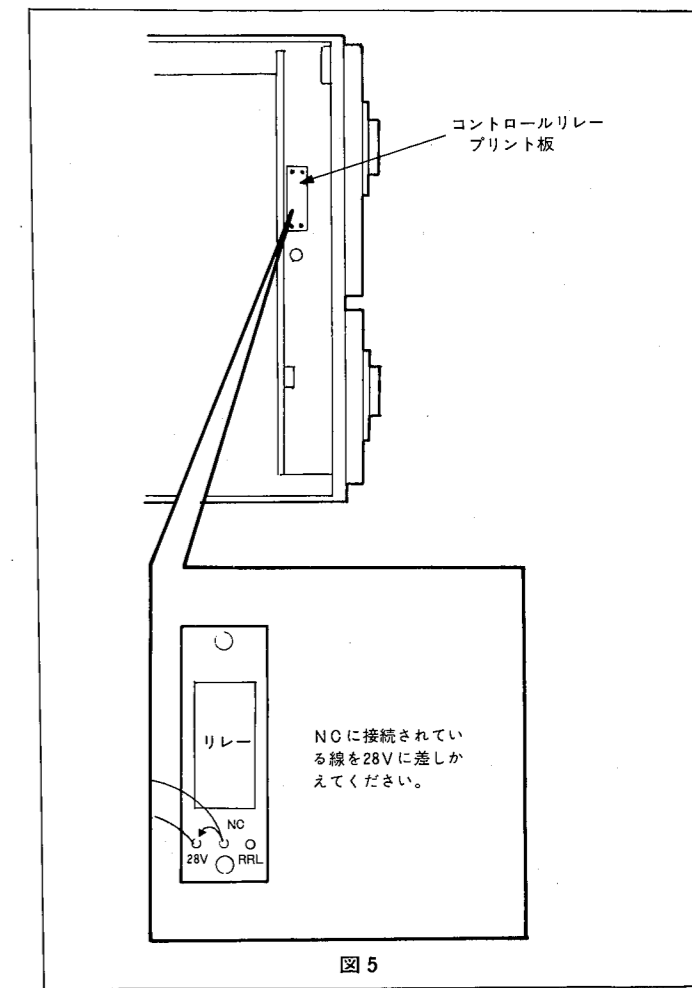 コントロールリレー
プリント板
リレー
NCに接続されてい
る線を28Vに差しか
えてください。
NC
28V
RRL
図5